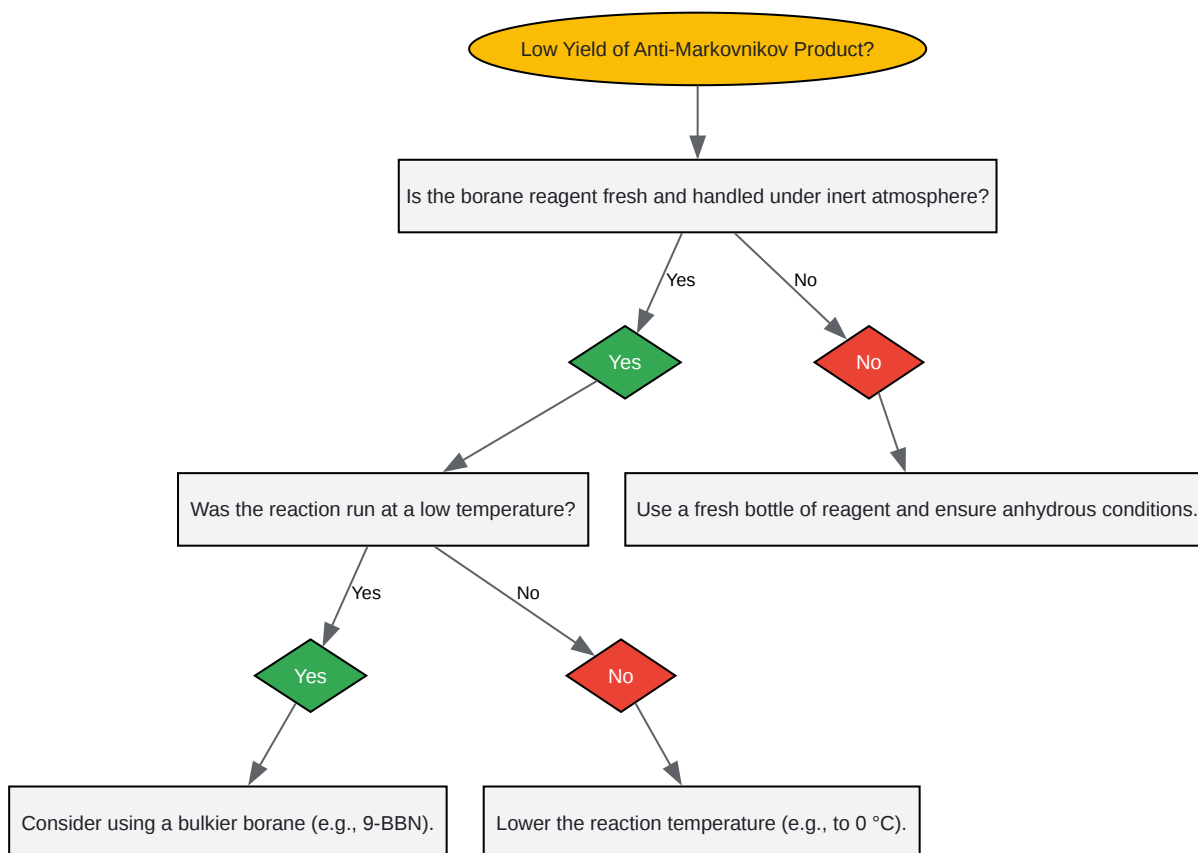 Low Yield of Anti-Markovnikov Product?
Is the borane reagent fresh and handled under inert atmosphere?
Yes
No
Yes
No
Was the reaction run at a low temperature?
Use a fresh bottle of reagent and ensure anhydrous conditions.
Yes
No
Yes
No
Consider using a bulkier borane (e.g., 9-BBN).
Lower the reaction temperature (e.g., to 0 °C).